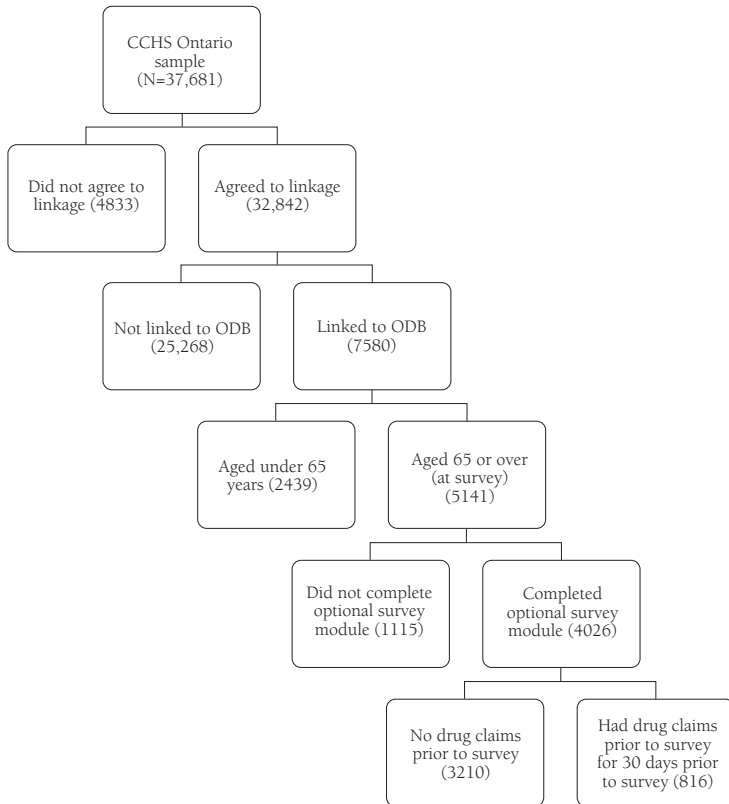 CCHS Ontario
sample
(N=37,681)
Did not agree to
linkage (4833)
Agreed to linkage
(32,842)
Not linked to ODB
(25,268)
Linked to ODB
(7580)
Aged under 65
years (2439)
Aged 65 or over
(at survey)
(5141)
Did not complete
optional survey
module (1115)
Completed
optional survey
module (4026)
No drug claims
prior to survey
(3210)
Had drug claims
prior to survey
for 30 days prior
to survey (816)